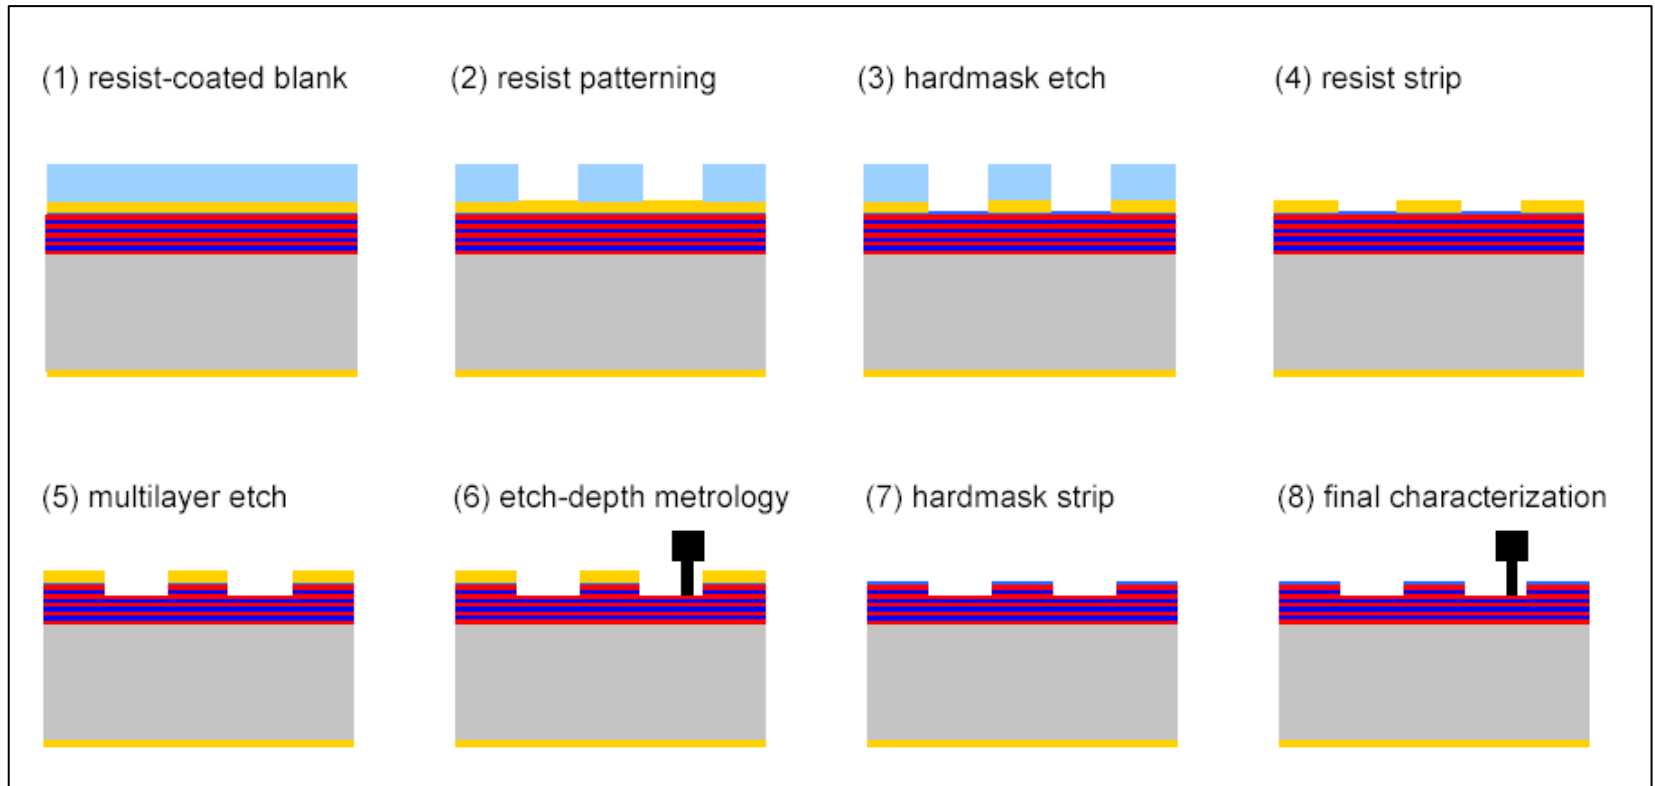 (1) resist-coated blank
(2) resist patterning
(3) hardmask etch
(4) resist strip
(5) multilayer etch
(6) etch-depth metrology
(7) hardmask strip
(8) final characterization